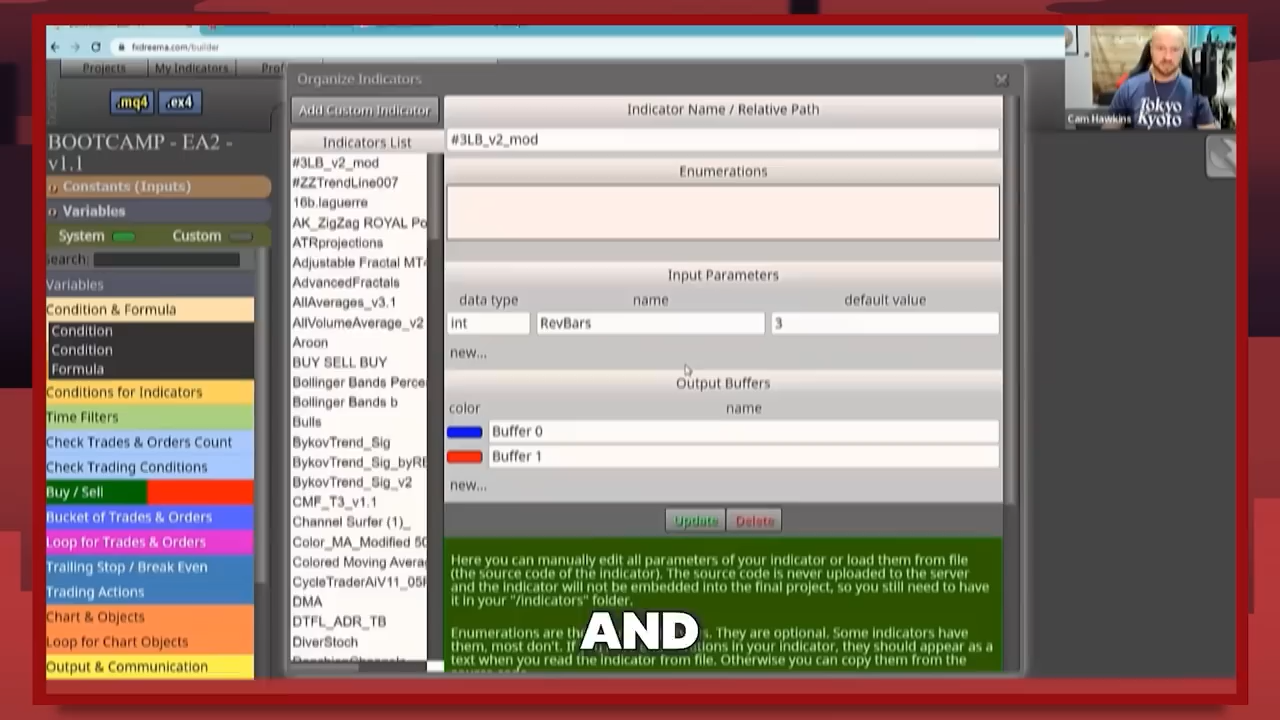 fxdreema.com/builder
Projects
My Indicators
Prof
.mq4
.ex4
BOOTCAMP - EA2 -
v1.1
Constants (Inputs)
Variables
System
Custom
Search:
Variables
Condition & Formula
Condition
Condition
Formula
Conditions for Indicators
Time Filters
Check Trades & Orders Count
Check Trading Conditions
Buy / Sell
Bucket of Trades & Orders
Loop for Trades & Orders
Trailing Stop / Break Even
Trading Actions
Chart & Objects
Loop for Chart Objects
Output & Communication
Organize Indicators
Add Custom Indicator
Indicators List
#3LB_v2_mod
#ZZTrendLine007
16b.laguerre
AK_ZigZag ROYAL Po
ATRprojections
Adjustable Fractal MT4
AdvancedFractals
AllAverages_v3.1
AllVolumeAverage_v2
Aroon
BUY SELL BUY
Bollinger Bands Perce
Bollinger Bands b
Bulls
BykovTrend_Sig
BykovTrend_Sig_byRE
BykovTrend_Sig_v2
CMF_T3_v1.1
Channel Surfer (1)_
Color_MA_Modified 50
Colored Moving Avera
CycleTraderAiV11_05
DMA
DTFL_ADR_TB
DiverStoch
Indicator Name / Relative Path
#3LB_v2_mod
Enumerations
Input Parameters
data type name default value
int RevBars 3
new...
Output Buffers
color name
Buffer 0
Buffer 1
new...
Update Delete
Here you can manually edit all parameters of your indicator or load them from file
(the source code of the indicator). The source code is never uploaded to the server
and the indicator will not be embedded into the final project, so you still need to have
it in your "/indicators" folder.
Enumerations are th s. They are optional. Some indicators have
them, most don't. If tions in your indicator, they should appear as a
text when you read the indicator from file. Otherwise you can copy them from the
AND
Cam Hawkins
Tokyo
Kyoto